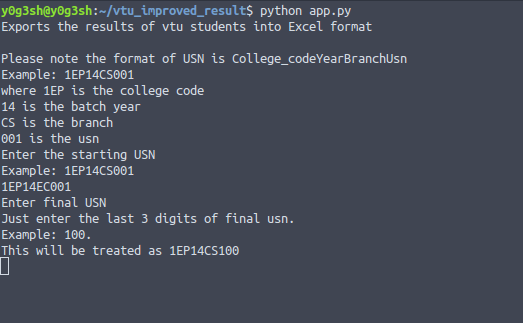 y0g3sh@y0g3sh:~/vtu_improved_result$ python app.py
Exports the results of vtu students into Excel format

Please note the format of USN is College_codeYearBranchUsn
Example: 1EP14CS001
where 1EP is the college code
14 is the batch year
CS is the branch
001 is the usn
Enter the starting USN
Example: 1EP14CS001
1EP14EC001
Enter final USN
Just enter the last 3 digits of final usn.
Example: 100.
This will be treated as 1EP14CS100